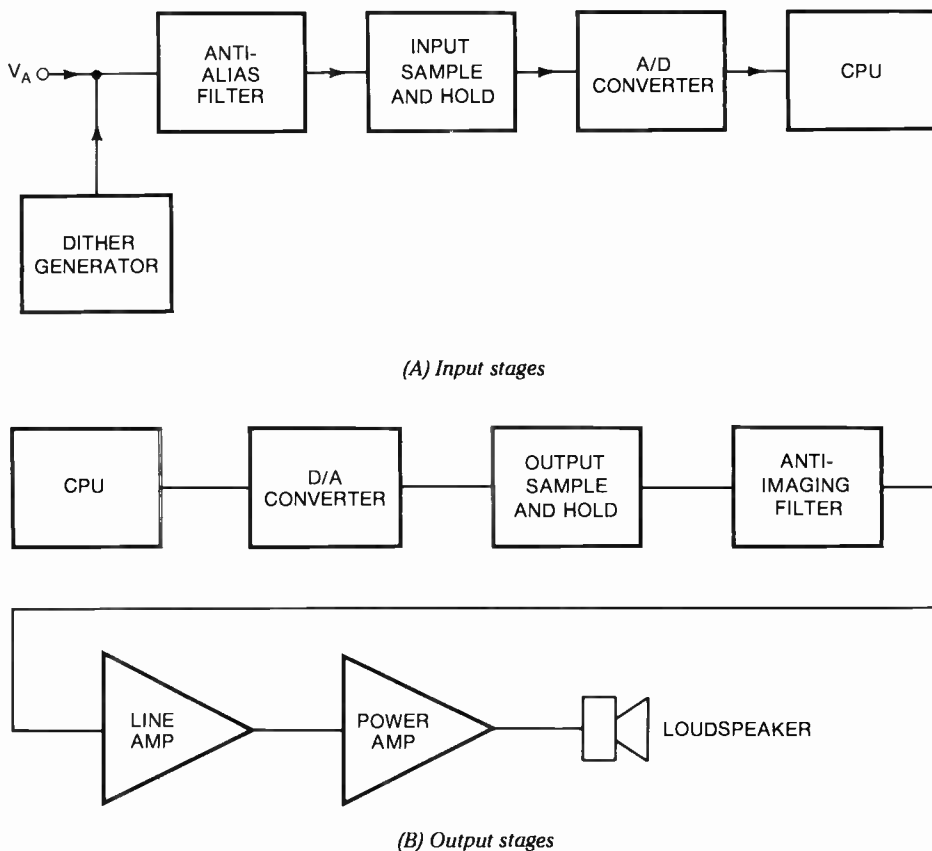 V_A
ANTI-
ALIAS
FILTER
INPUT
SAMPLE
AND HOLD
A/D
CONVERTER
CPU
DITHER
GENERATOR
(A) Input stages
CPU
D/A
CONVERTER
OUTPUT
SAMPLE
AND HOLD
ANTI-
IMAGING
FILTER
LINE
AMP
POWER
AMP
LOUDSPEAKER
(B) Output stages